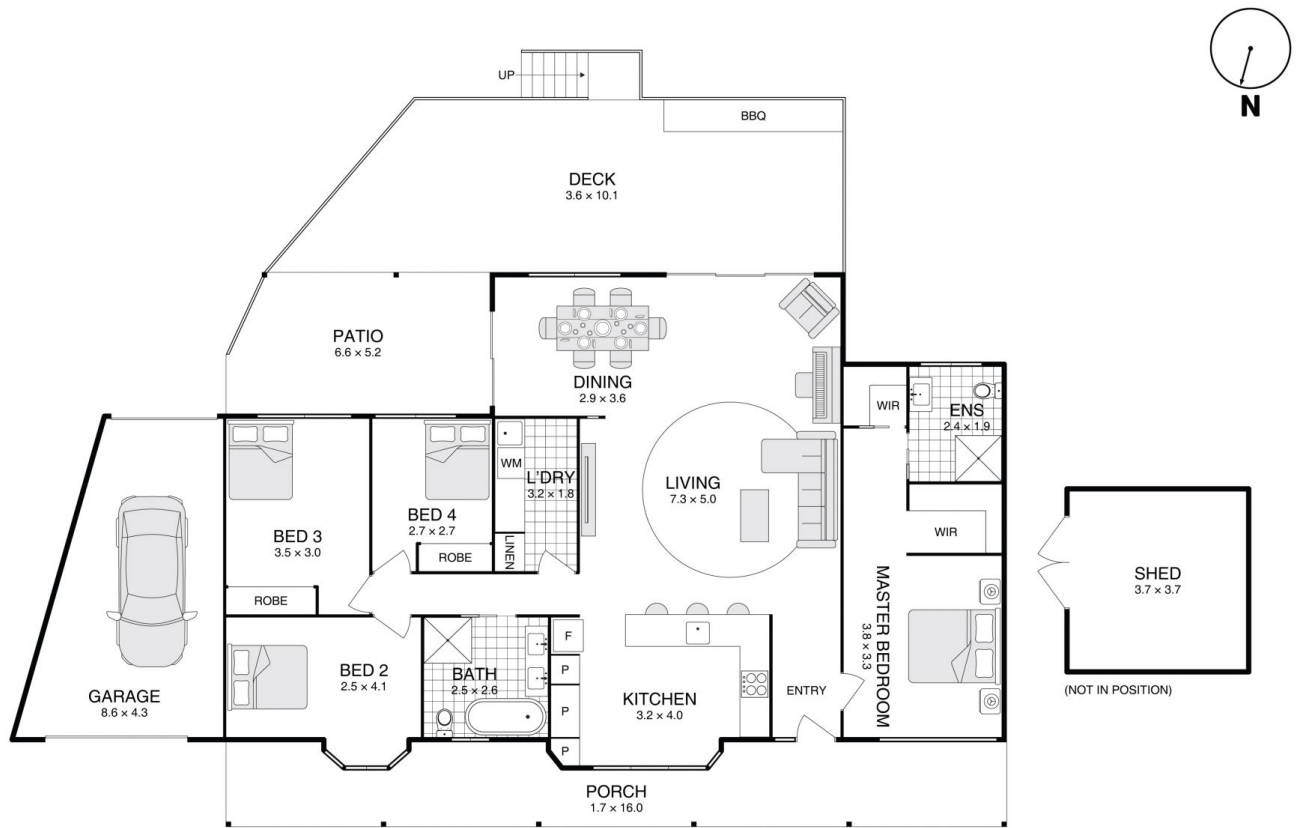 N
UP
BBQ
DECK
3.6 × 10.1
PATIO
6.6 × 5.2
DINING
2.9 × 3.6
WIR
ENS
2.4 × 1.9
WM
L'DRY
3.2 × 1.8
LIVING
7.3 × 5.0
BED 3
3.5 × 3.0
BED 4
2.7 × 2.7
ROBE
LINEN
WIR
ROBE
SHED
3.7 × 3.7
(NOT IN POSITION)
MASTER BEDROOM
3.8 × 3.3
GARAGE
8.6 × 4.3
BED 2
2.5 × 4.1
BATH
2.5 × 2.6
F
P
P
P
KITCHEN
3.2 × 4.0
ENTRY
PORCH
1.7 × 16.0